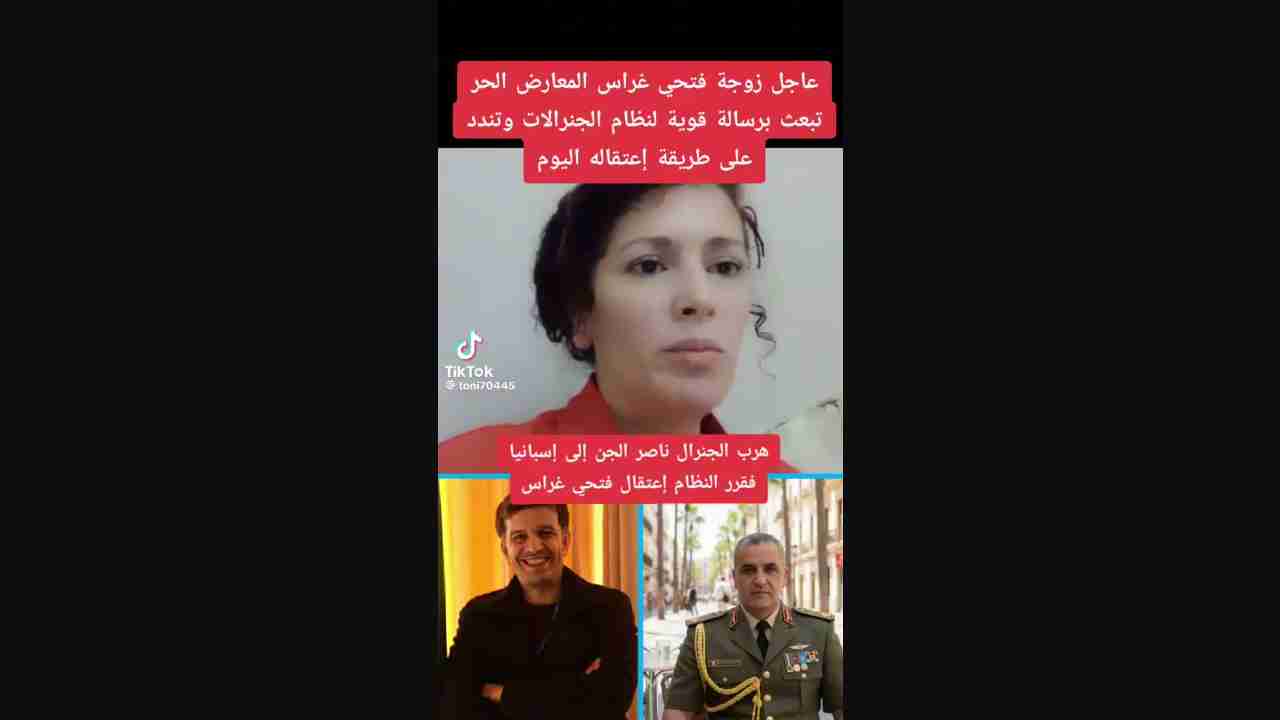 عاجل زوجة فتحي غراس المعارض الحر
تبعث برسالة قوية لنظام الجنرالات وتندد
على طريقة إعتقاله اليوم
TikTok
toni70445
هرب الجنرال ناصر الجن إلى إسبانيا
فقرر النظام إعتقال فتحي غراس